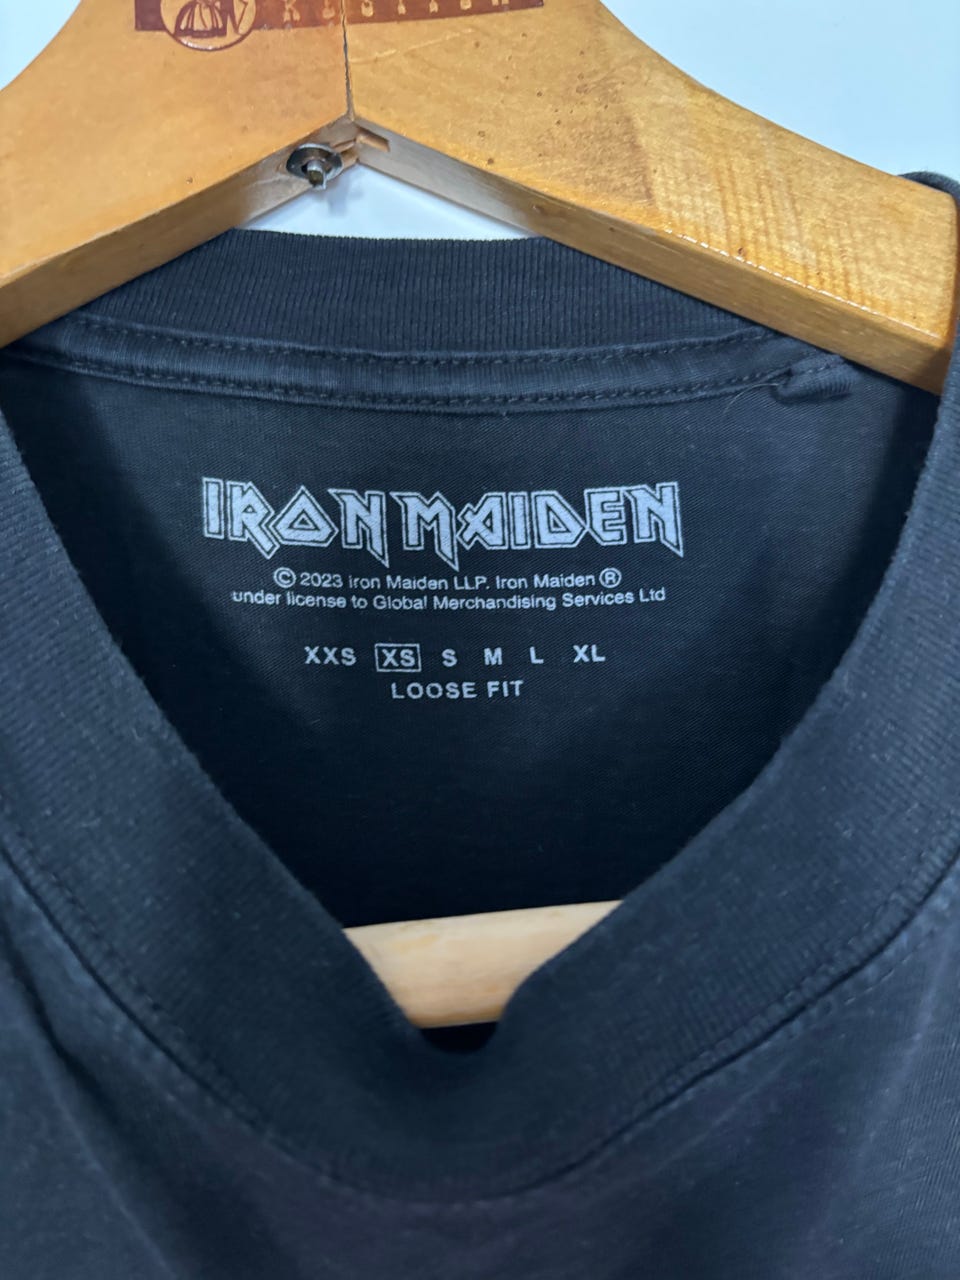 IRON MAIDEN
© 2023 Iron Maiden LLP. Iron Maiden ®
under license to Global Merchandising Services Ltd
XXS XS S M L XL
LOOSE FIT